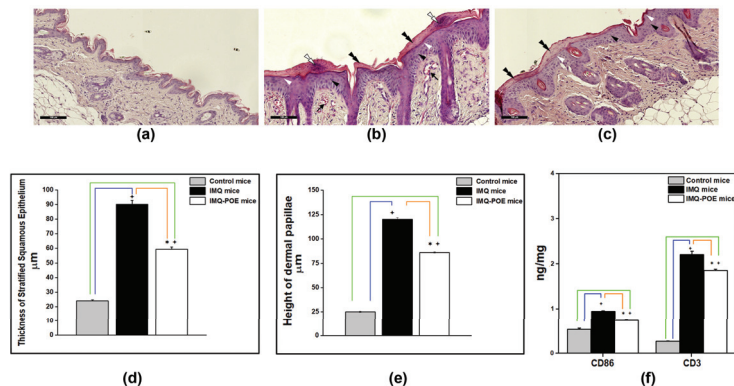 (a)
(b)
(c)
Control mice
IMQ mice
IMQ-POE mice
Thickness of Stratified Squamous Epithelium
μm
100
90
80
70
60
50
40
30
20
10
0
+
* +
(d)
Control mice
IMQ mice
IMQ-POE mice
Height of dermal papillae
μm
150
125
100
75
50
25
0
+
* +
(e)
Control mice
IMQ mice
IMQ-POE mice
ng/mg
3
2
1
0
+
* +
+
* +
CD86 CD3
(f)